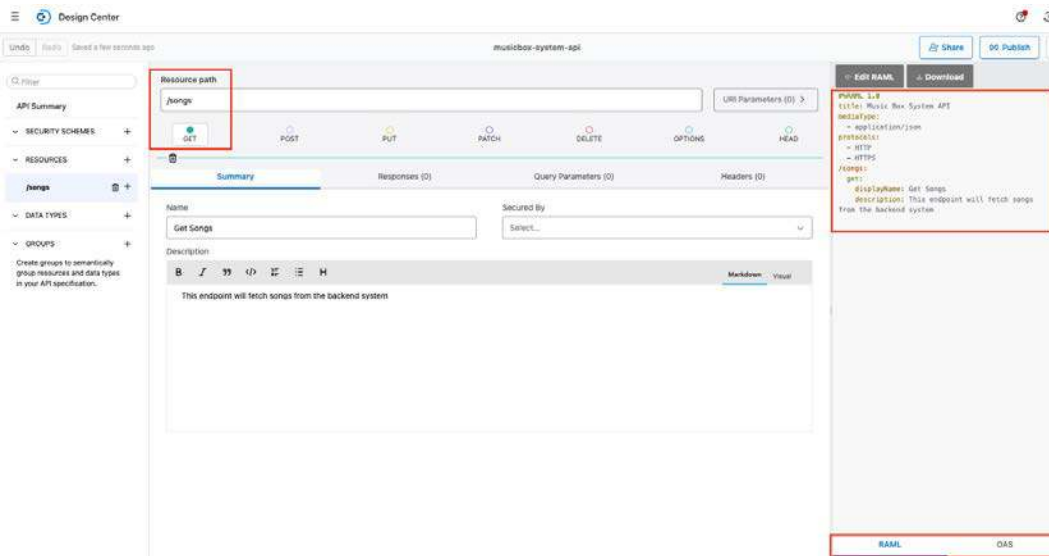 Design Center
Undo Redo Saved a few seconds ago
musicbox-system-api
Share
Publish
Filter
API Summary
SECURITY SCHEMES
RESOURCES
/songs
DATA TYPES
GROUPS
Create groups to semantically
group resources and data types
in your API specification.
Resource path
/songs
URI Parameters (0) >
GET POST PUT PATCH DELETE OPTIONS HEAD
Summary Responses (0) Query Parameters (0) Headers (0)
Name
Get Songs
Secured By
Select...
Description
B I H
Markdown Visual
This endpoint will fetch songs from the backend system
Edit RAML
Download
#%RAML 1.0
title: Music Box System API
mediaType:
- application/json
protocols:
- HTTP
- HTTPS
/songs:
get:
displayName: Get Songs
description: This endpoint will fetch songs
from the backend system
RAML OAS